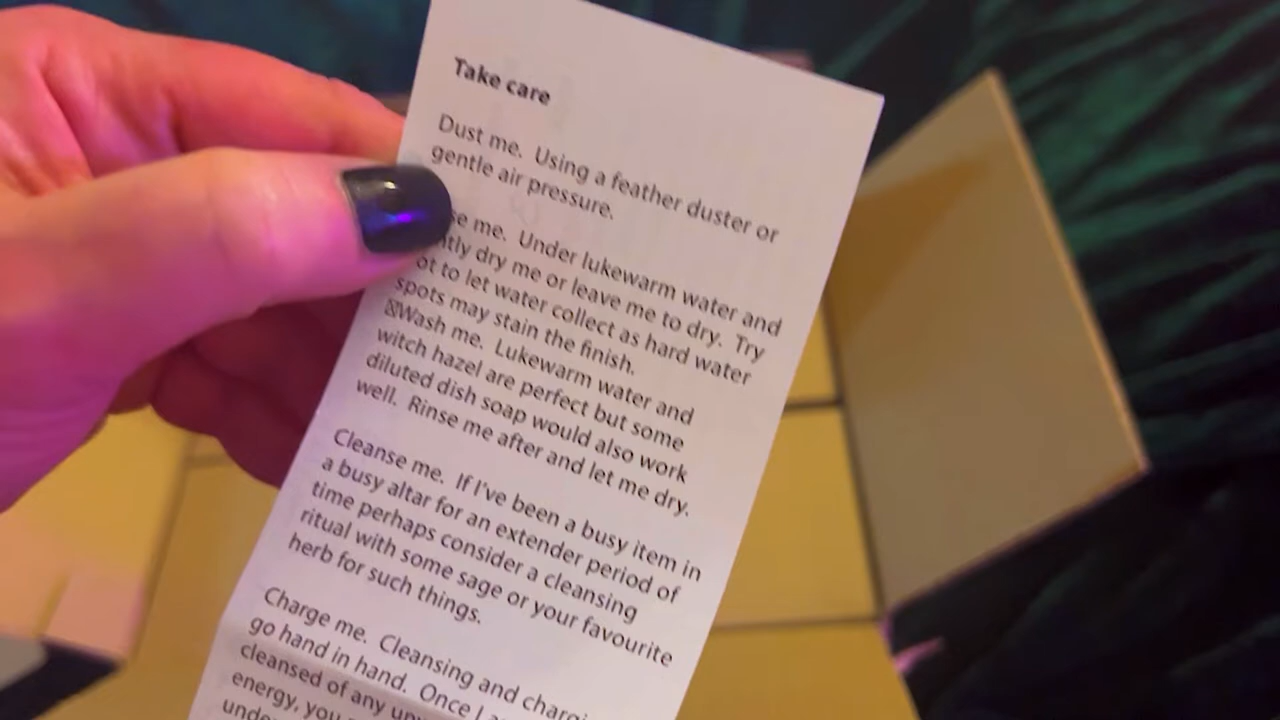 Take care
Dust me. Using a feather duster or
gentle air pressure.
me. Under lukewarm water and
dry me or leave me to dry. Try
to let water collect as hard water
spots may stain the finish.
Wash me. Lukewarm water and
witch hazel are perfect but some
diluted dish soap would also work
well. Rinse me after and let me dry.
Cleanse me. If I've been a busy item in
a busy altar for an extender period of
time perhaps consider a cleansing
ritual with some sage or your favourite
herb for such things.
Charge me. Cleansing and
go hand in hand. Once I
cleansed of any
energy, you